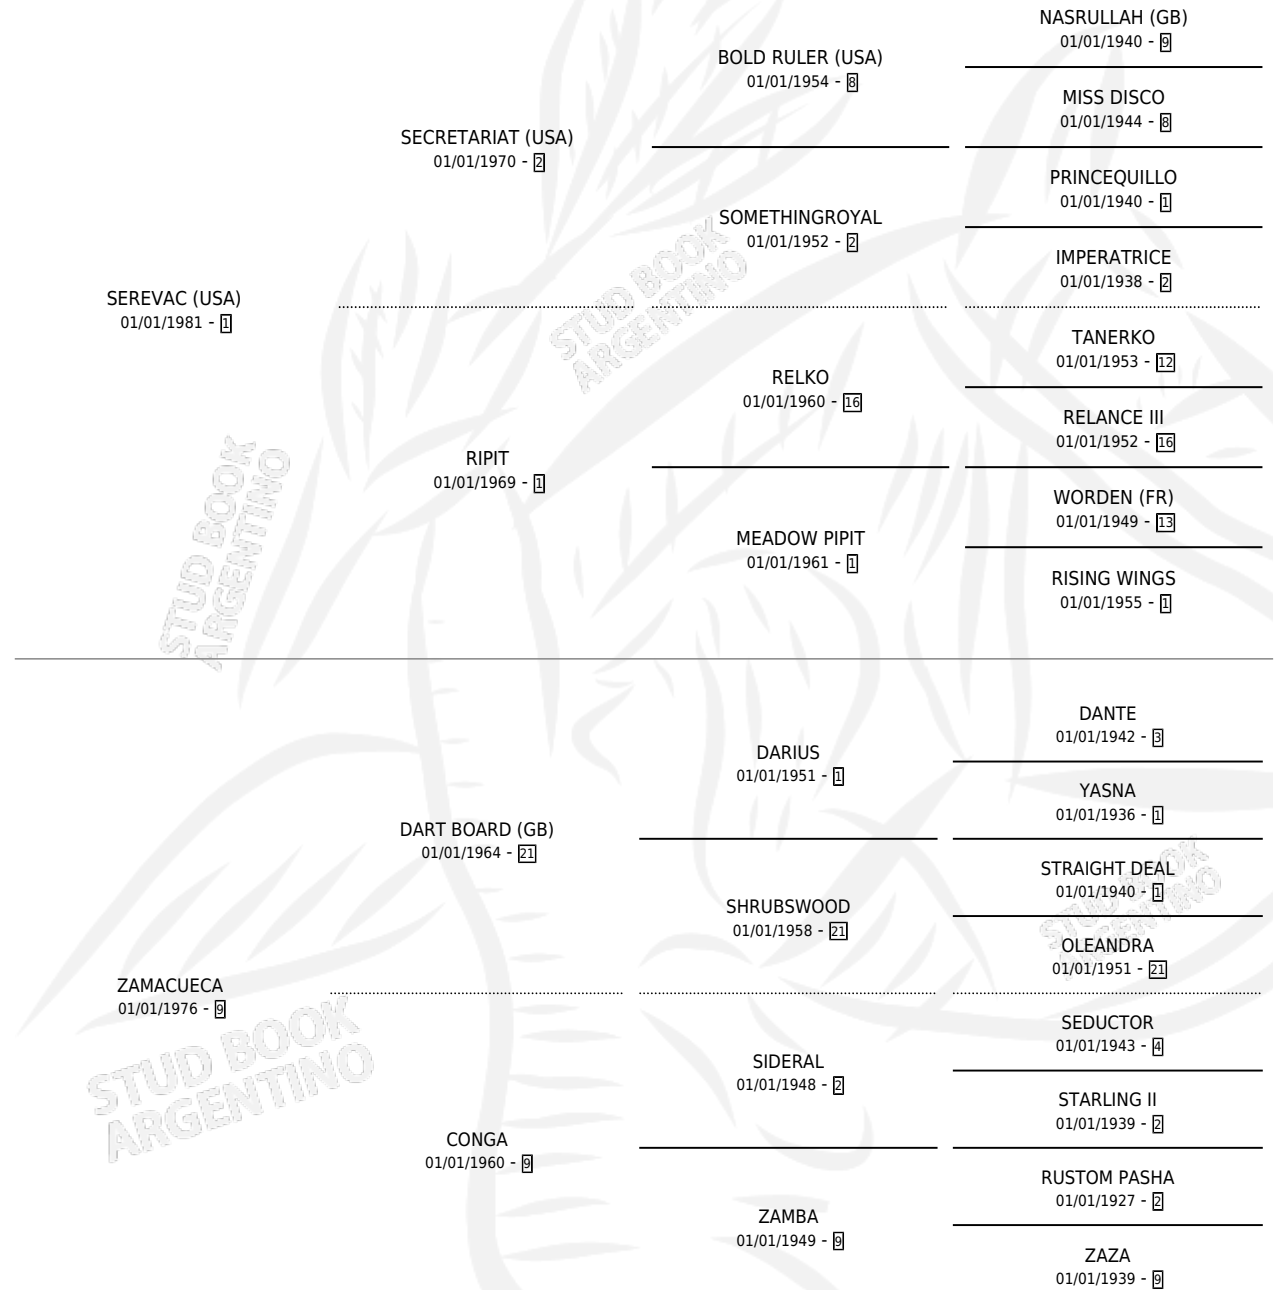 NASRULLAH (GB)
01/01/1940 - 9
BOLD RULER (USA)
01/01/1954 - 8
MISS DISCO
01/01/1944 - 8
SECRETARIAT (USA)
01/01/1970 - 2
PRINCEQUILLO
01/01/1940 - 1
SOMETHINGROYAL
01/01/1952 - 2
IMPERATRICE
01/01/1938 - 2
SEREVAC (USA)
01/01/1981 - 1
TANERKO
01/01/1953 - 12
RELKO
01/01/1960 - 16
RELANCE III
01/01/1952 - 16
RIPIT
01/01/1969 - 1
WORDEN (FR)
01/01/1949 - 13
MEADOW PIPIT
01/01/1961 - 1
RISING WINGS
01/01/1955 - 1
STUD BOOK
ARGENTINO
STUD BOOK
ARGENTINO
DANTE
01/01/1942 - 3
DARIUS
01/01/1951 - 1
YASNA
01/01/1936 - 1
DART BOARD (GB)
01/01/1964 - 21
STRAIGHT DEAL
01/01/1940 - 1
SHRUBSWOOD
01/01/1958 - 21
OLEANDRA
01/01/1951 - 21
STUD BOOK
ARGENTINO
ZAMACUECA
01/01/1976 - 9
SEDUCTOR
01/01/1943 - 4
SIDERAL
01/01/1948 - 2
STARLING II
01/01/1939 - 2
STUD BOOK
ARGENTINO
CONGA
01/01/1960 - 9
RUSTOM PASHA
01/01/1927 - 2
ZAMBA
01/01/1949 - 9
ZAZA
01/01/1939 - 9